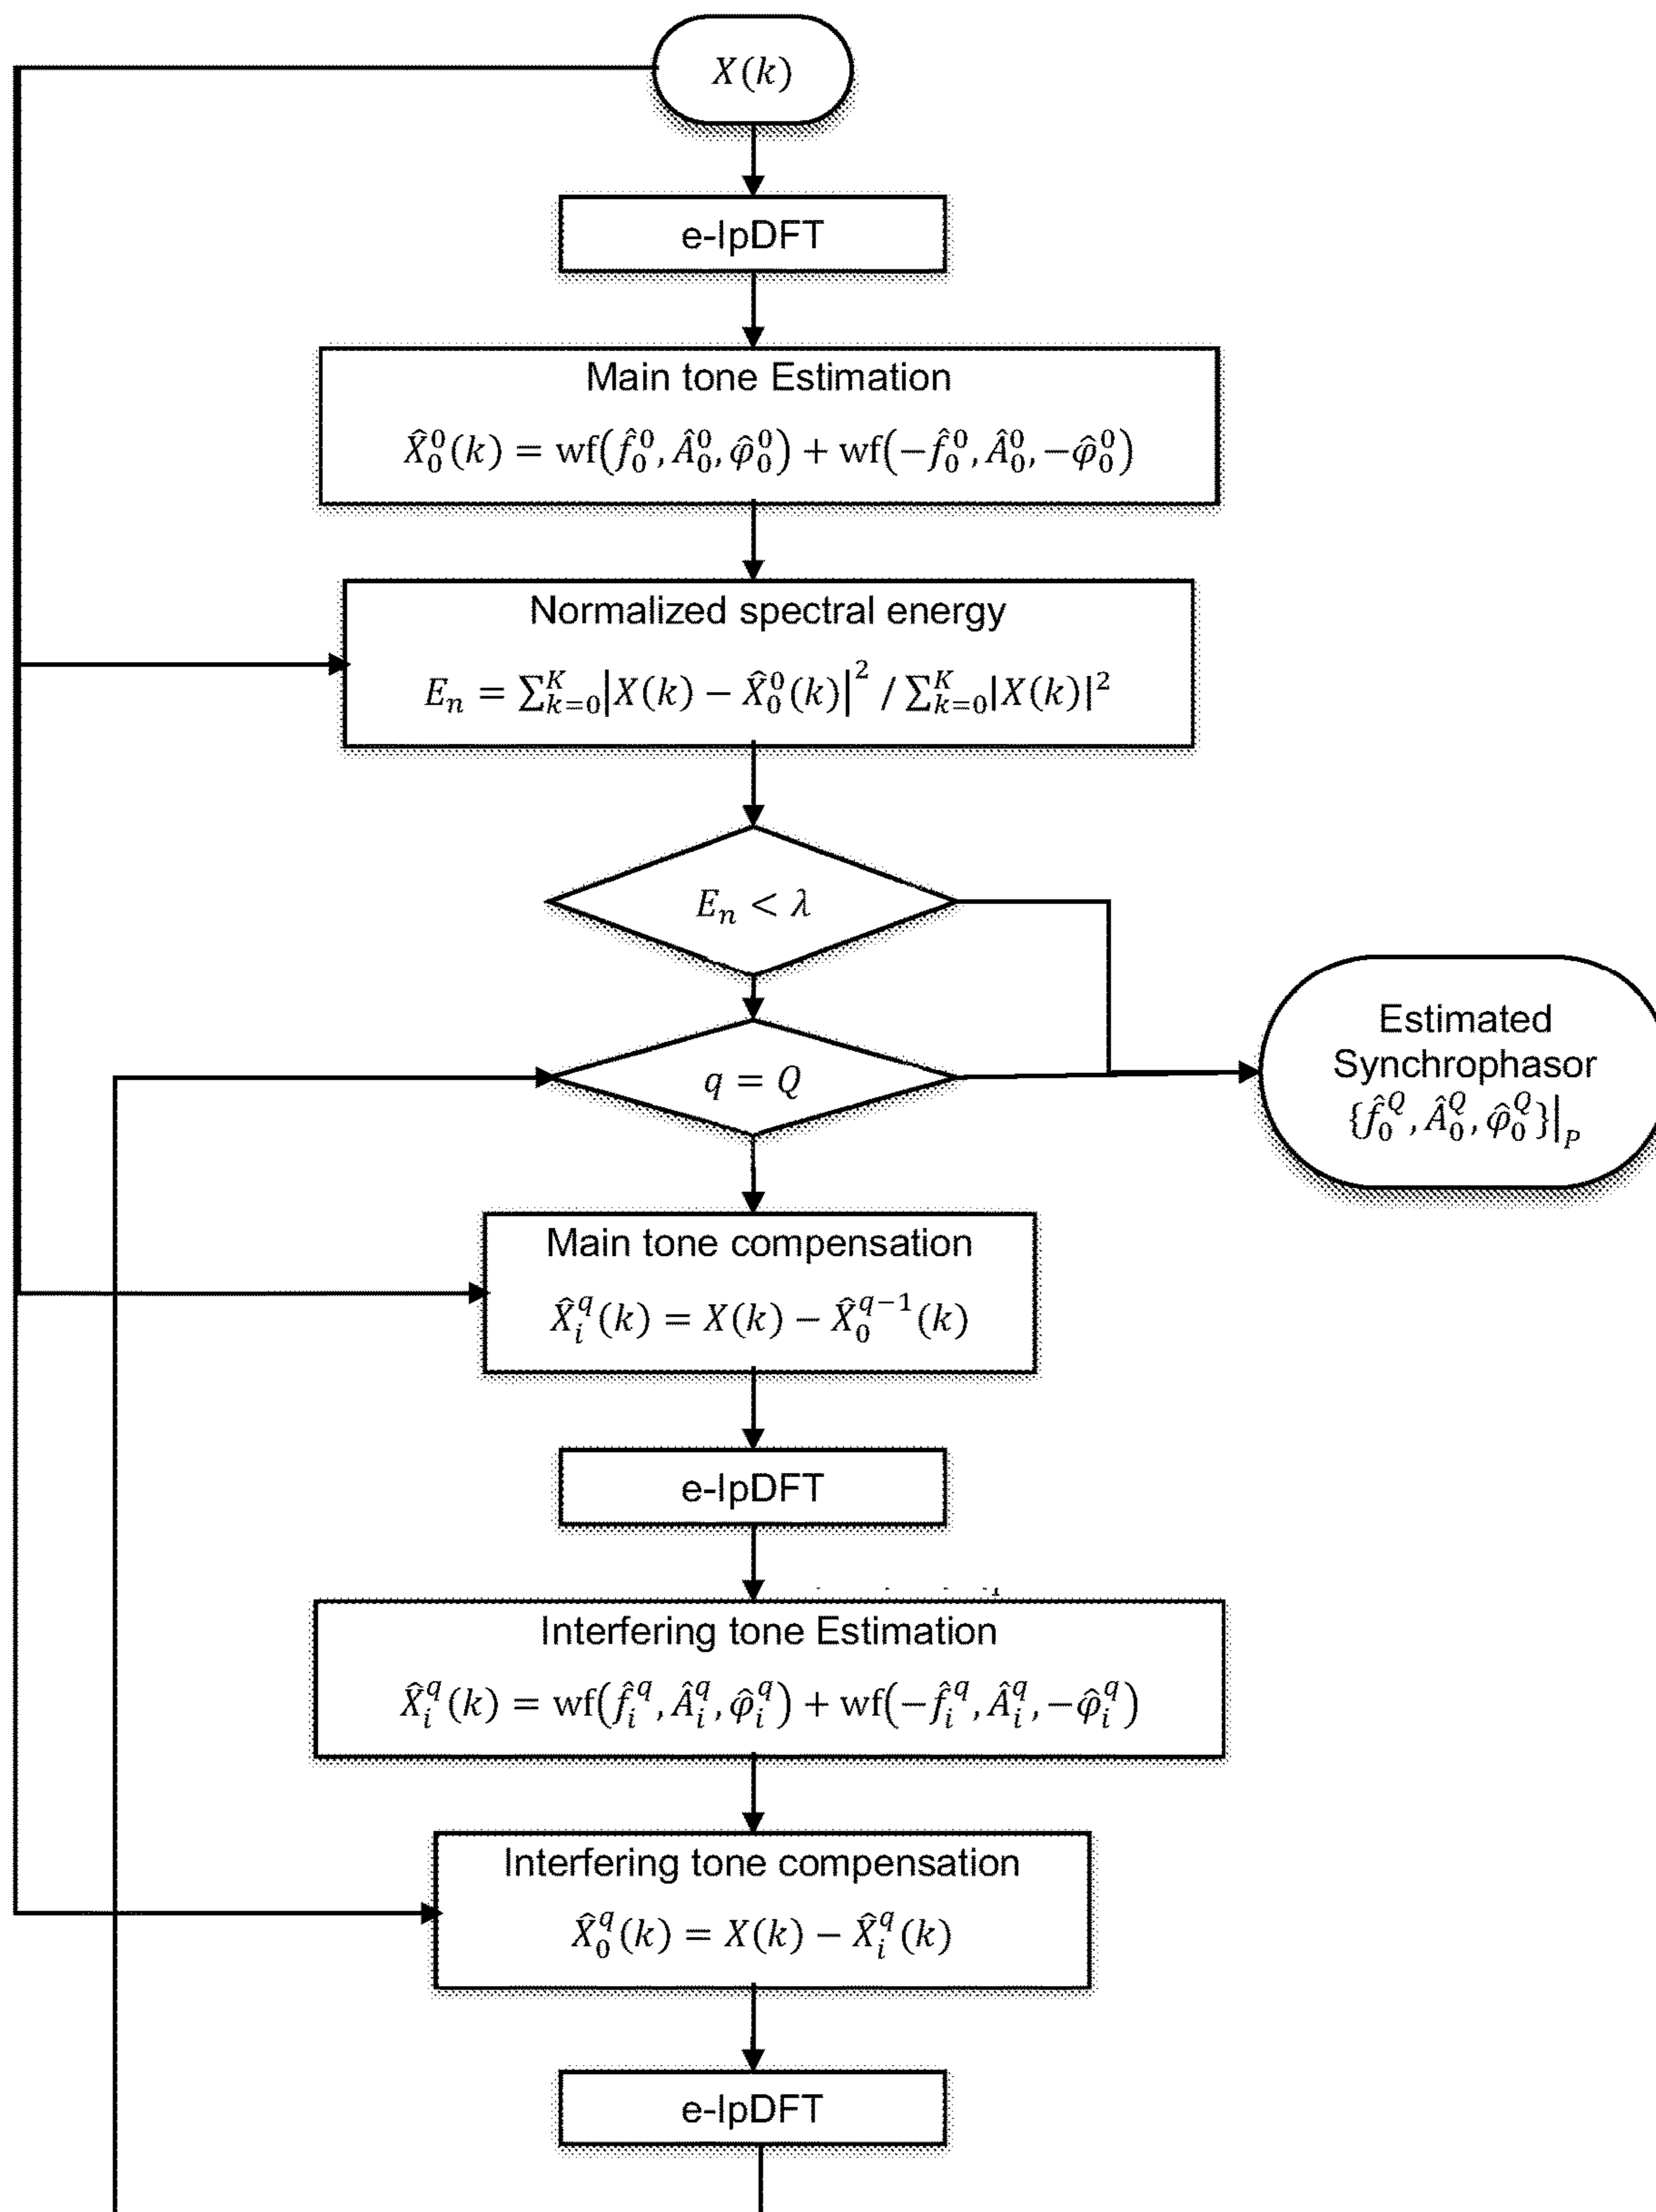 X(k)
e-IpDFT
Main tone Estimation
X̂₀⁰(k) = wf(f̂₀⁰, Â₀⁰, φ̂₀⁰) + wf(−f̂₀⁰, Â₀⁰, −φ̂₀⁰)
Normalized spectral energy
Eₙ = ∑ₖ₌₀ᴷ|X(k) − X̂₀⁰(k)|² / ∑ₖ₌₀ᴷ|X(k)|²
Eₙ < λ
q = Q
Estimated
Synchrophasor
{f̂₀^Q, Â₀^Q, φ̂₀^Q}|_P
Main tone compensation
X̂ᵢ^q(k) = X(k) − X̂₀^{q−1}(k)
e-IpDFT
Interfering tone Estimation
X̂ᵢ^q(k) = wf(f̂ᵢ^q, Âᵢ^q, φ̂ᵢ^q) + wf(−f̂ᵢ^q, Âᵢ^q, −φ̂ᵢ^q)
Interfering tone compensation
X̂₀^q(k) = X(k) − X̂ᵢ^q(k)
e-IpDFT